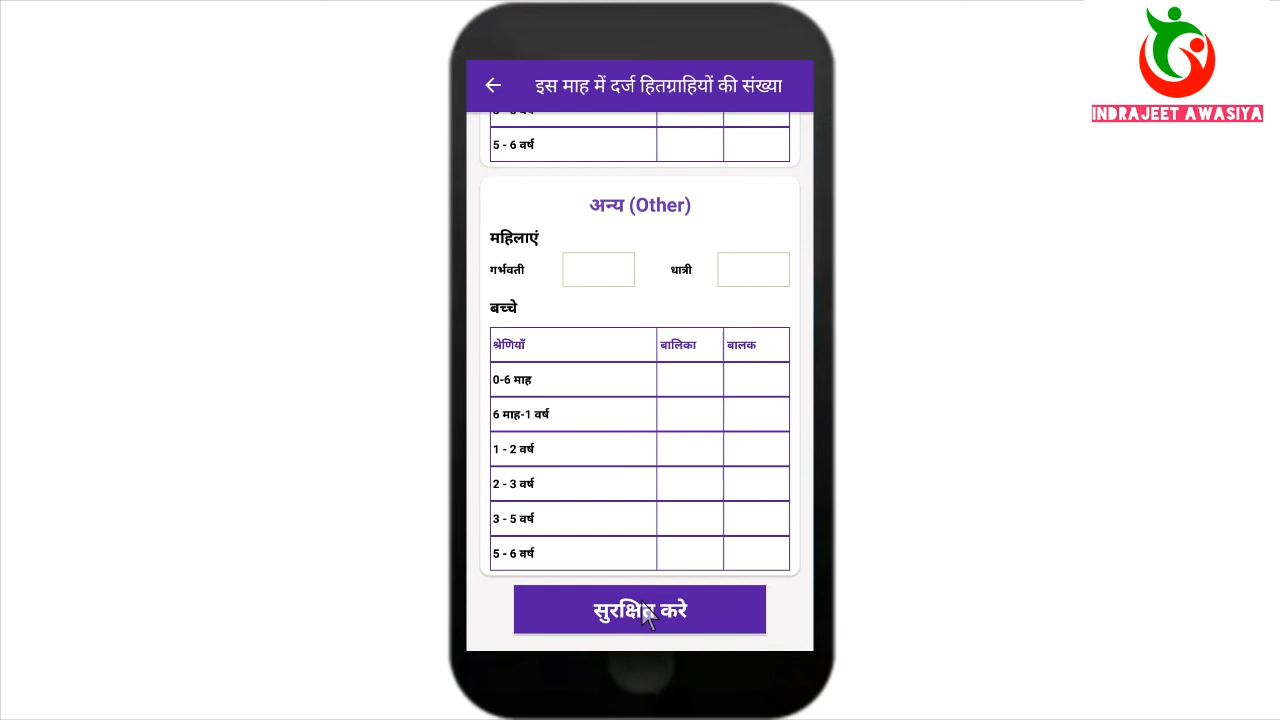 इस माह में दर्ज हितग्राहियों की संख्या
INDRAJEET AWASIYA
5 - 6 वर्ष
अन्य (Other)
महिलाएं
गर्भवती धात्री
बच्चे
श्रेणियाँ बालिका बालक
0-6 माह
6 माह-1 वर्ष
1 - 2 वर्ष
2 - 3 वर्ष
3 - 5 वर्ष
5 - 6 वर्ष
सुरक्षित करे